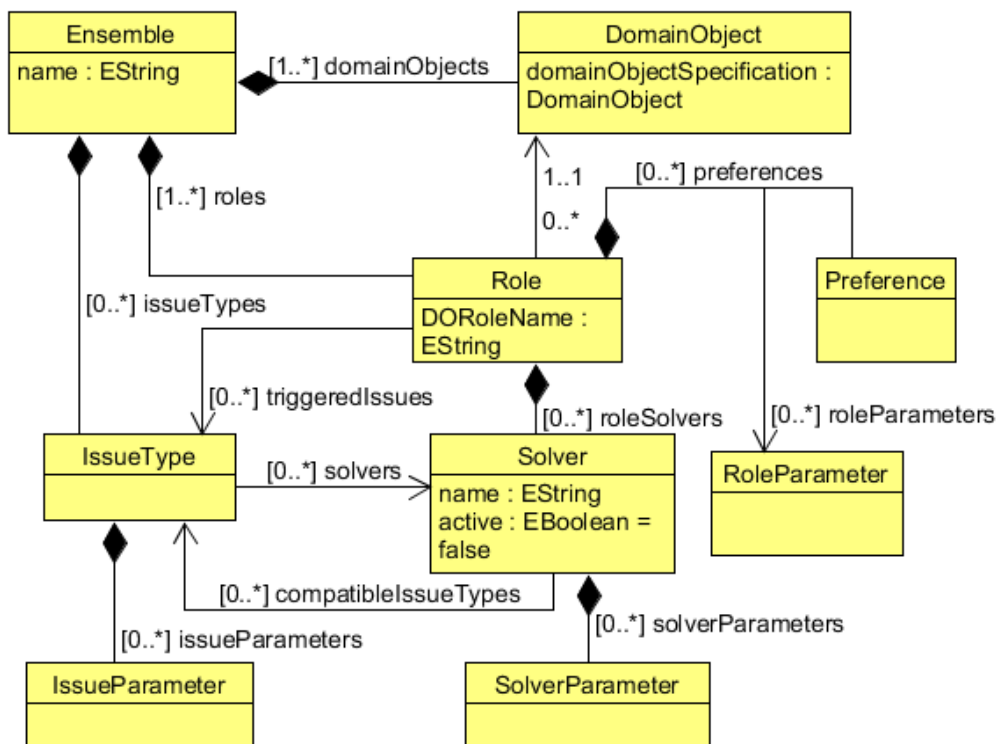 Ensemble
name : EString
[1..*] domainObjects
DomainObject
domainObjectSpecification :
DomainObject
[1..*] roles
1..1
0..*
[0..*] preferences
Role
DORoleName :
EString
Preference
[0..*] issueTypes
[0..*] triggeredIssues
[0..*] roleSolvers
[0..*] roleParameters
IssueType
[0..*] solvers
Solver
name : EString
active : EBoolean =
false
RoleParameter
[0..*] compatibleIssueTypes
[0..*] issueParameters
[0..*] solverParameters
IssueParameter
SolverParameter